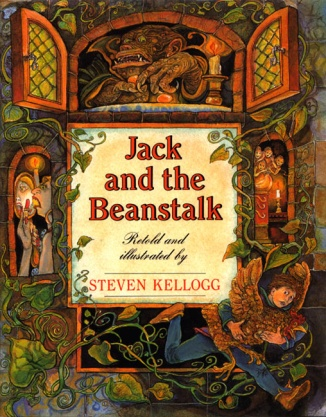 Jack
and the
Beanstalk
Retold and
illustrated by
STEVEN KELLOGG